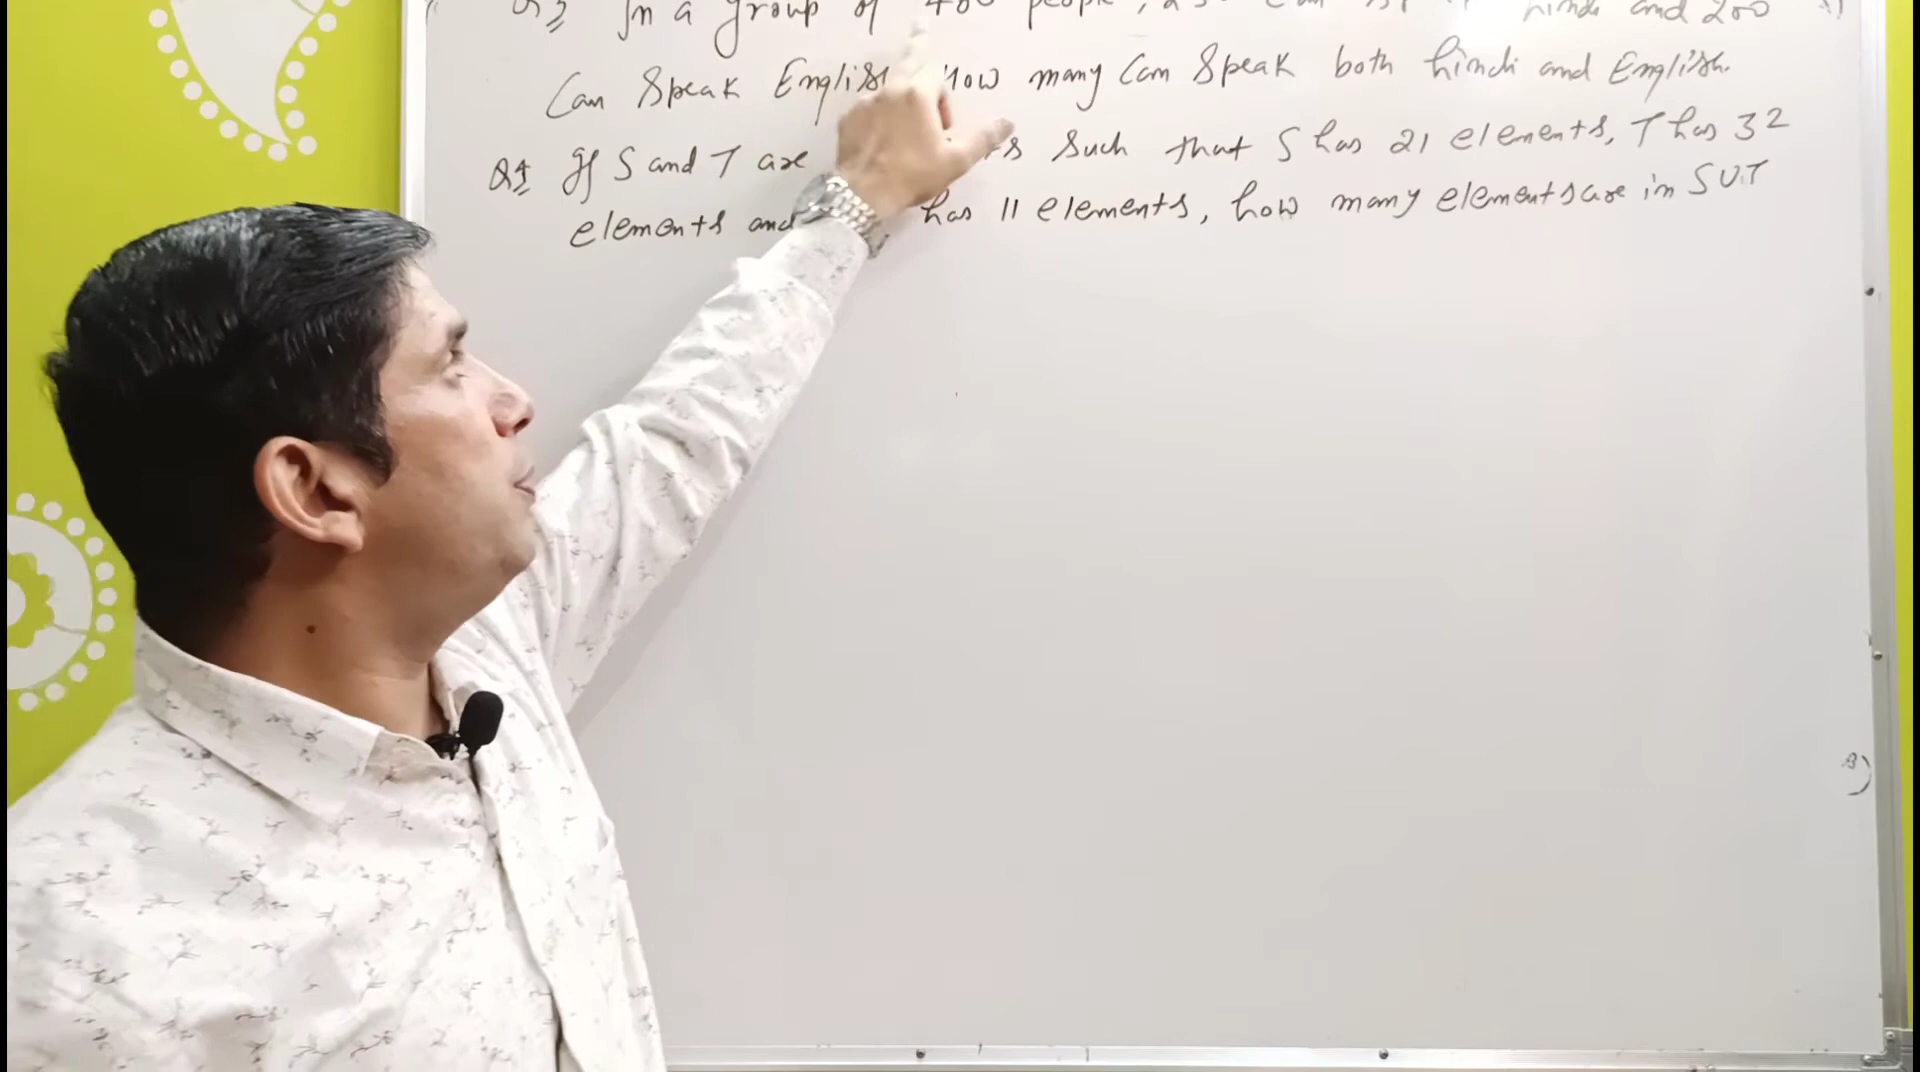 In a group of 400 people, hindi and 200
Can Speak English How many Can Speak both hindi and English.
Q4 If S and T are such that S has 21 elements, T has 32
elements and has 11 elements, how many elements are in S U T